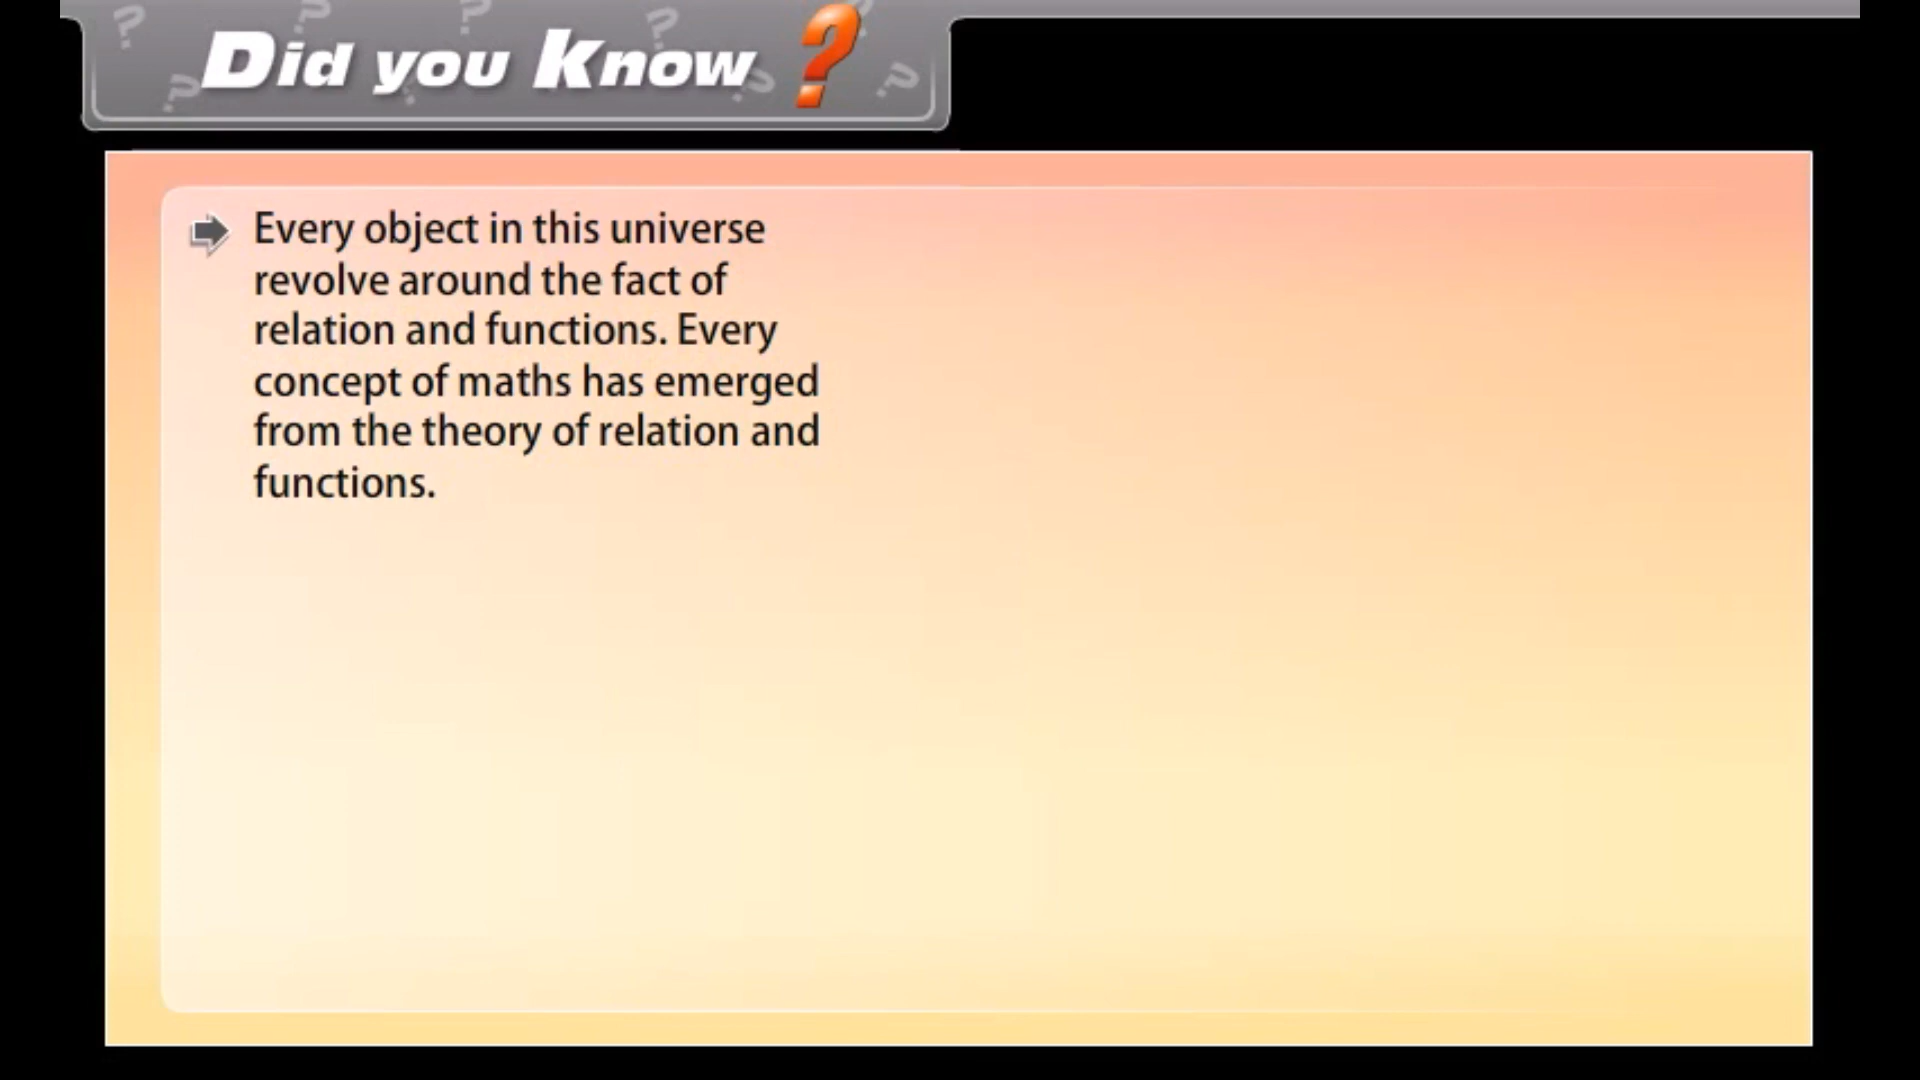 Did you Know ?
Every object in this universe
revolve around the fact of
relation and functions. Every
concept of maths has emerged
from the theory of relation and
functions.